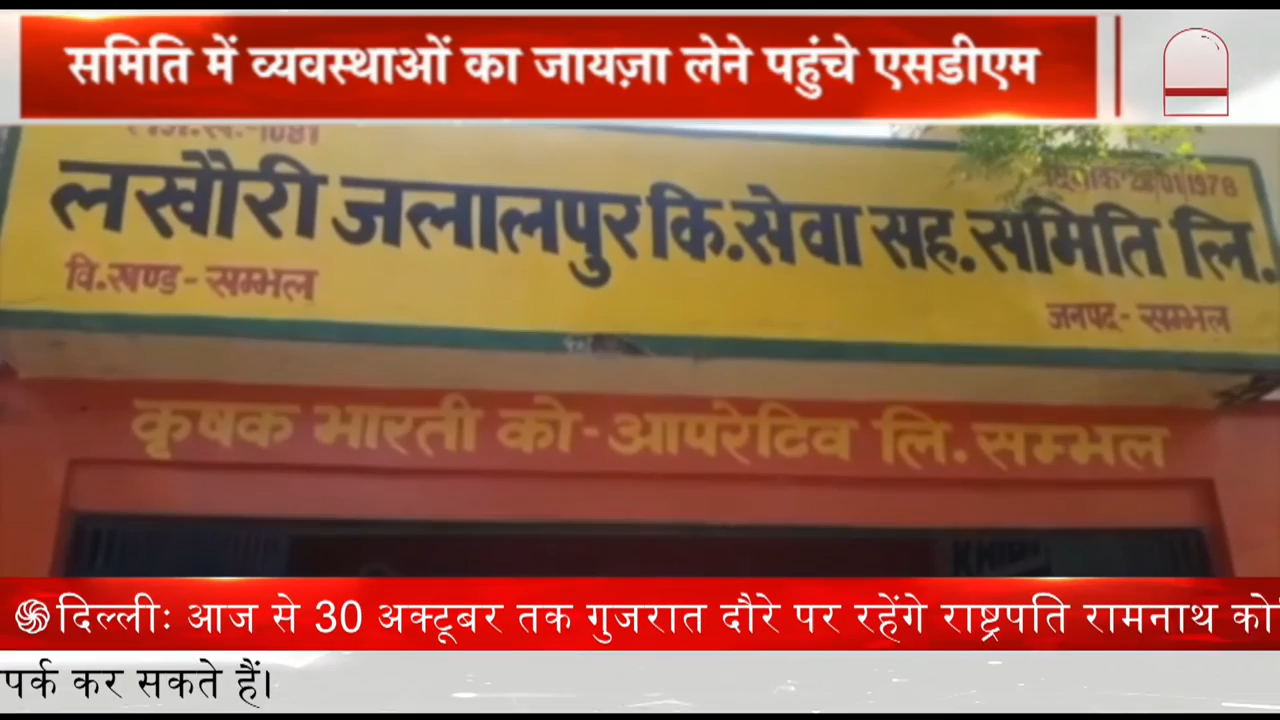 समिति में व्यवस्थाओं का जायज़ा लेने पहुंचे एसडीएम
लखौरी जलालपुर कि.सेवा सह.समिति लि.
वि.खण्ड - सम्भल
जनपद - सम्भल
कृषक भारती को-आपरेटिव लि. सम्भल
दिल्ली: आज से 30 अक्टूबर तक गुजरात दौरे पर रहेंगे राष्ट्रपति रामनाथ
पर्क कर सकते हैं।